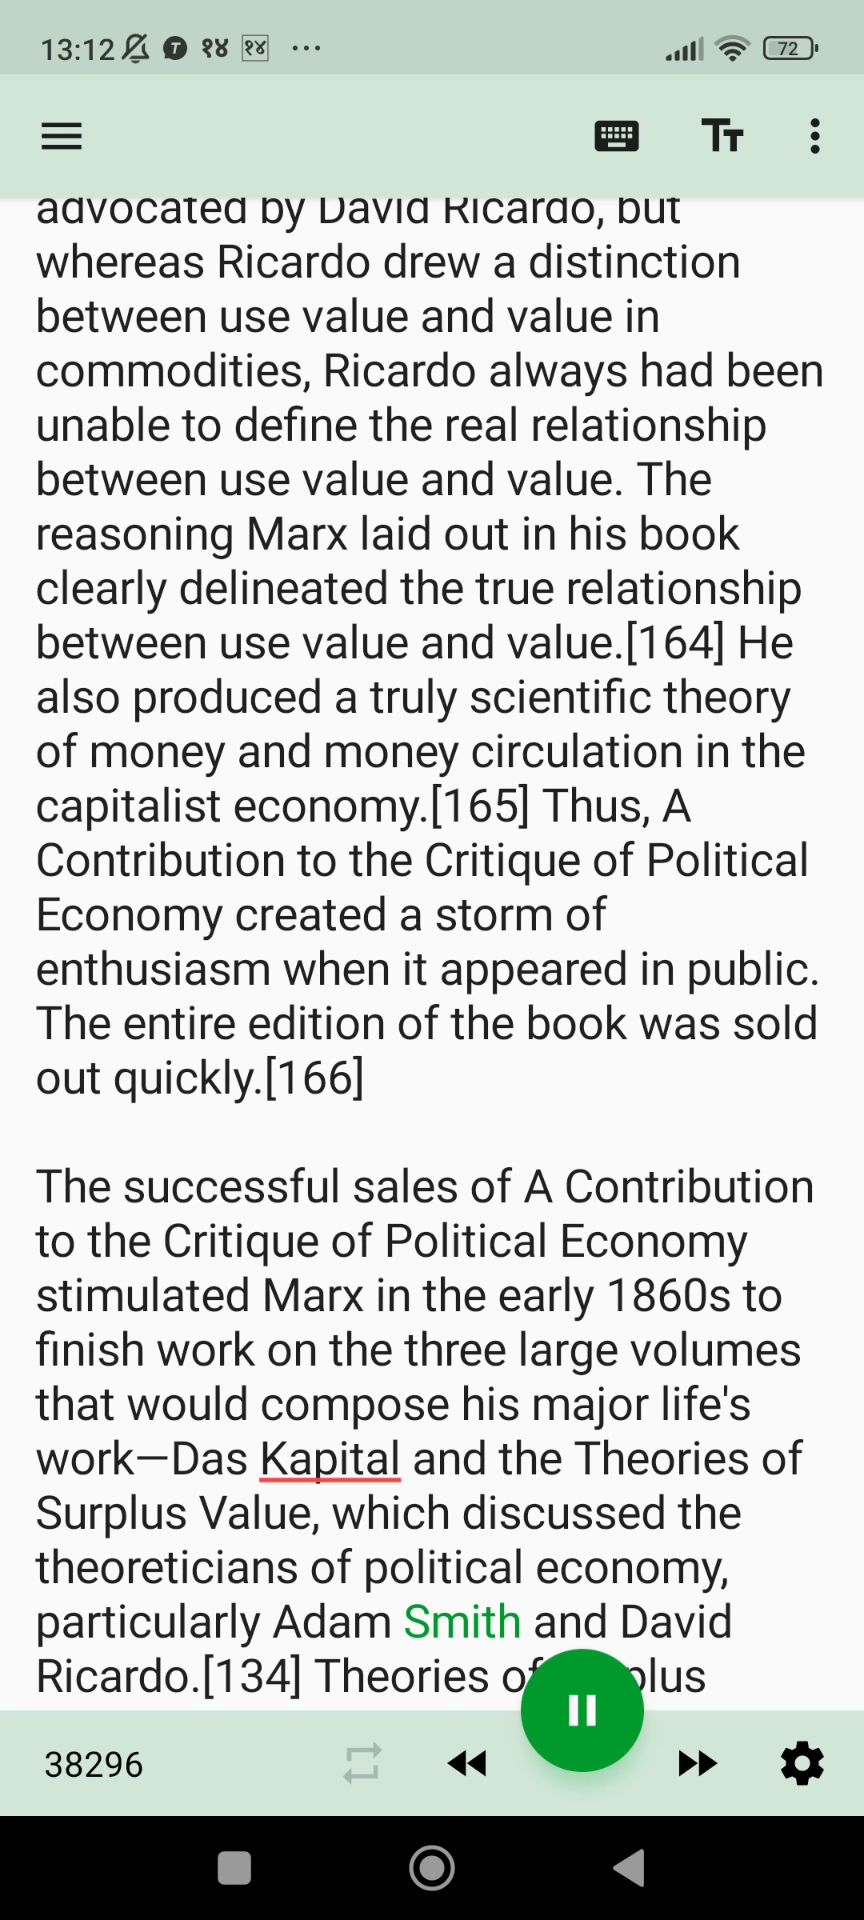 13:12 T १४ १४ ... 72
advocated by David Ricardo, but
whereas Ricardo drew a distinction
between use value and value in
commodities, Ricardo always had been
unable to define the real relationship
between use value and value. The
reasoning Marx laid out in his book
clearly delineated the true relationship
between use value and value.[164] He
also produced a truly scientific theory
of money and money circulation in the
capitalist economy.[165] Thus, A
Contribution to the Critique of Political
Economy created a storm of
enthusiasm when it appeared in public.
The entire edition of the book was sold
out quickly.[166]
The successful sales of A Contribution
to the Critique of Political Economy
stimulated Marx in the early 1860s to
finish work on the three large volumes
that would compose his major life's
work—Das Kapital and the Theories of
Surplus Value, which discussed the
theoreticians of political economy,
particularly Adam Smith and David
Ricardo.[134] Theories of plus
38296